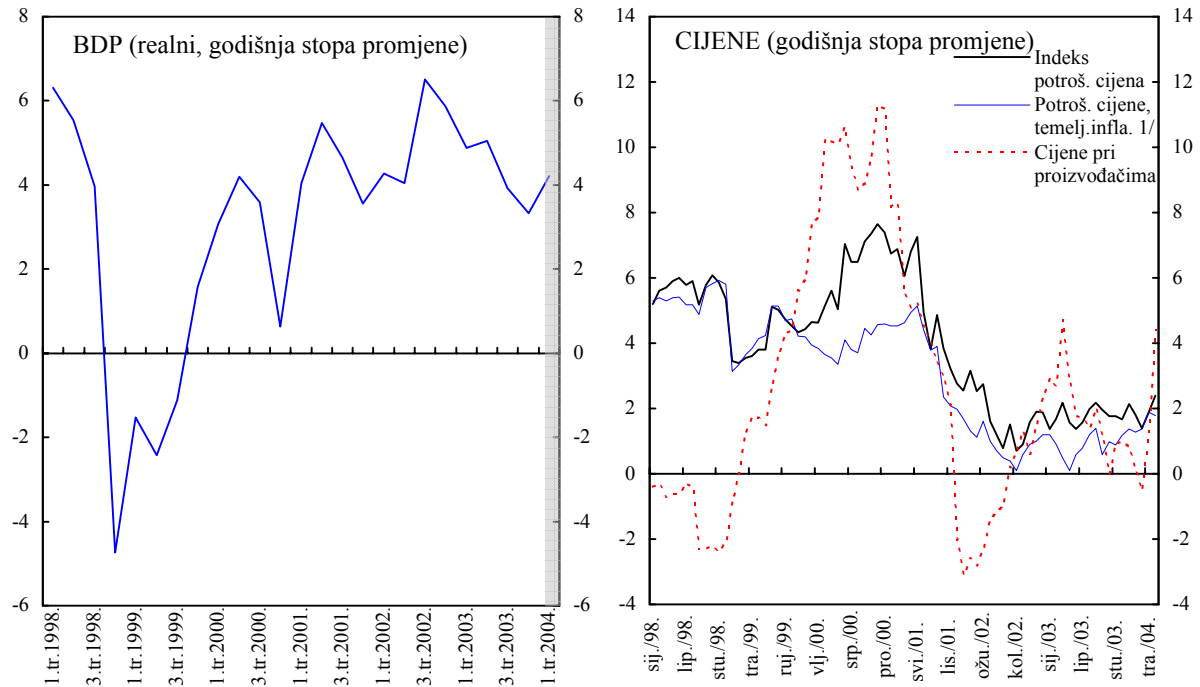 BDP (realni, godišnja stopa promjene)
8
6
4
2
0
-2
-4
-6
8
6
4
2
0
-2
-4
-6
1.tr.1998.
3.tr.1998.
1.tr.1999.
3.tr.1999.
1.tr.2000.
3.tr.2000.
1.tr.2001.
3.tr.2001.
1.tr.2002.
3.tr.2002.
1.tr.2003.
3.tr.2003.
1.tr.2004.
CIJENE (godišnja stopa promjene)
Indeks
potroš. cijena
Potroš. cijene,
temelj.infla. 1/
Cijene pri
proizvođačima
14
12
10
8
6
4
2
0
-2
-4
14
12
10
8
6
4
2
0
-2
-4
sij./98.
lip./98.
stu./98.
tra./99.
ruj./99.
vlj./00.
srp./00
pro./00.
svi./01.
lis./01.
ožu./02.
kol./02.
sij./03.
lip./03.
stu./03.
tra./04.